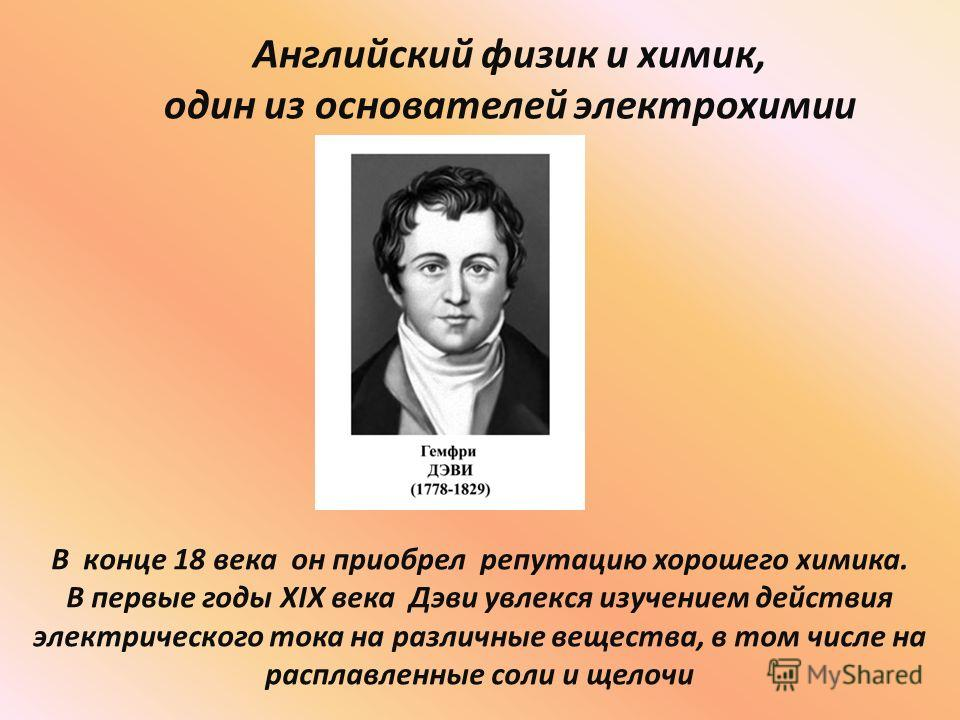 Английский физик и химик,
один из основателей электрохимии
Гемфри
ДЭВИ
(1778-1829)
В конце 18 века он приобрел репутацию хорошего химика.
В первые годы XIX века Дэви увлекся изучением действия
электрического тока на различные вещества, в том числе на
расплавленные соли и щелочи
MyShared